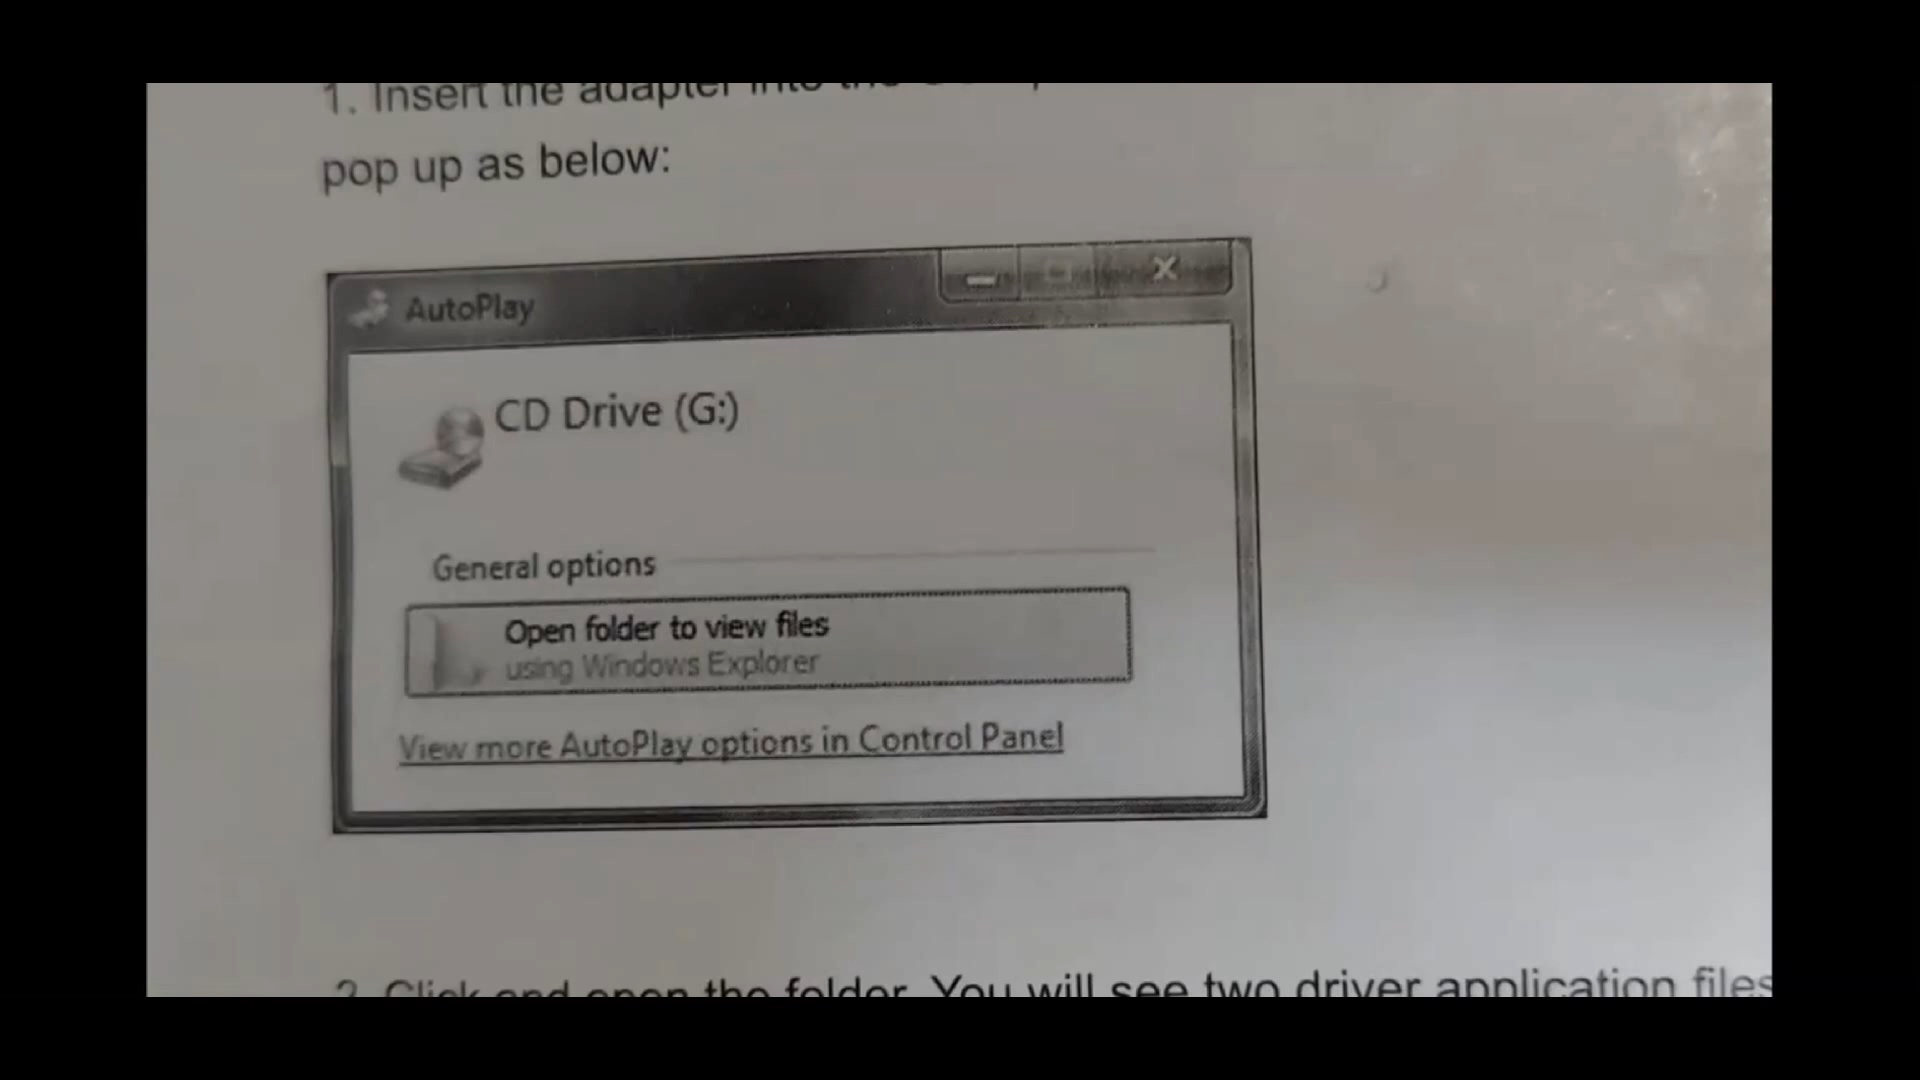 1. Insert the adapter into the
pop up as below:
AutoPlay
CD Drive (G:)
General options
Open folder to view files
using Windows Explorer
View more AutoPlay options in Control Panel
2. Click and open the folder. You will see two driver application files